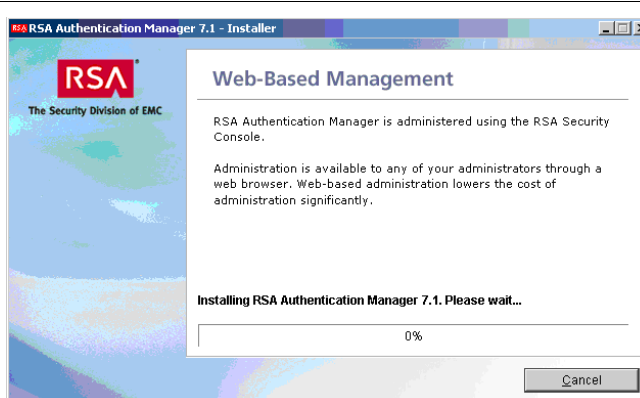 RSA RSA Authentication Manager 7.1 - Installer
RSA
The Security Division of EMC
Web-Based Management
RSA Authentication Manager is administered using the RSA Security
Console.
Administration is available to any of your administrators through a
web browser. Web-based administration lowers the cost of
administration significantly.
Installing RSA Authentication Manager 7.1. Please wait...
0%
Cancel